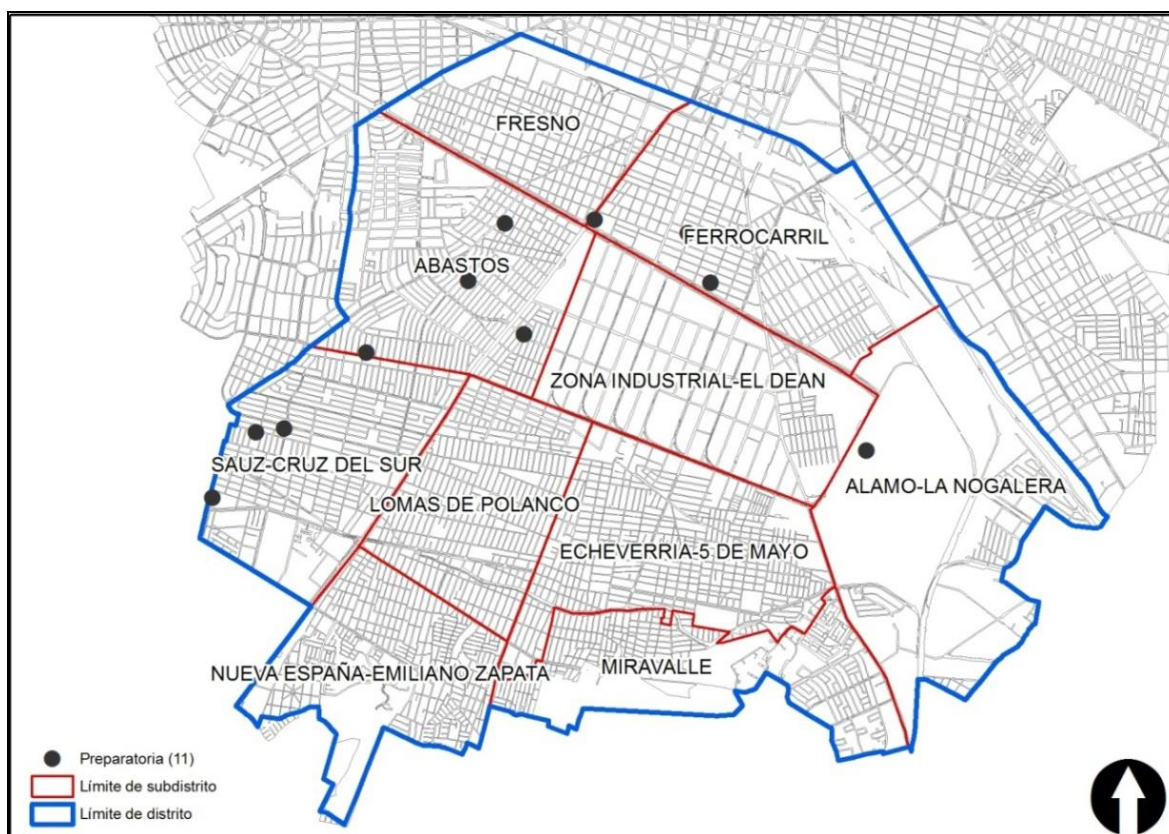 FRESNO
FERROCARRIL
ABASTOS
ZONA INDUSTRIAL-EL DEAN
SAUZ-CRUZ DEL SUR
ALAMO-LA NOGALERA
LOMAS DE POLANCO
ECHEVERRIA-5 DE MAYO
NUEVA ESPAÑA-EMILIANO ZAPATA
MIRAVALLE
Preparatoria (11)
Límite de subdistrito
Límite de distrito